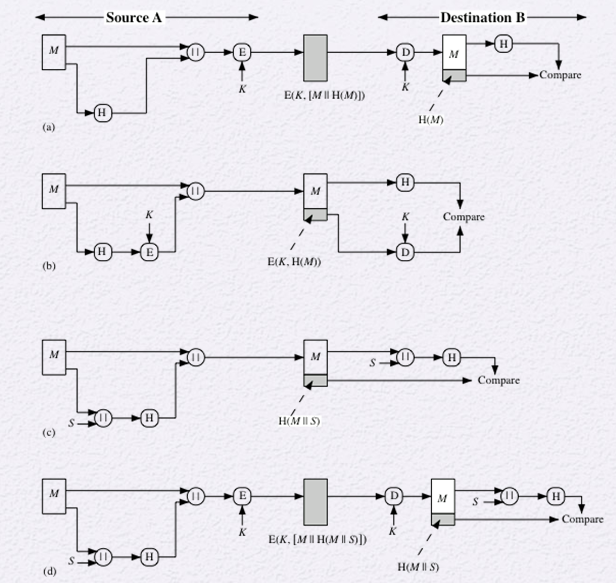 Source A Destination B
M || E D M H
K K Compare
E(K, [M || H(M)])
H
H(M)
(a)
M || M H
K K Compare
H E D
E(K, H(M))
(b)
M || M || H
S
Compare
S || H
H(M || S)
(c)
M || E D M || H
S
K K Compare
E(K, [M || H(M || S)])
S || H
H(M || S)
(d)